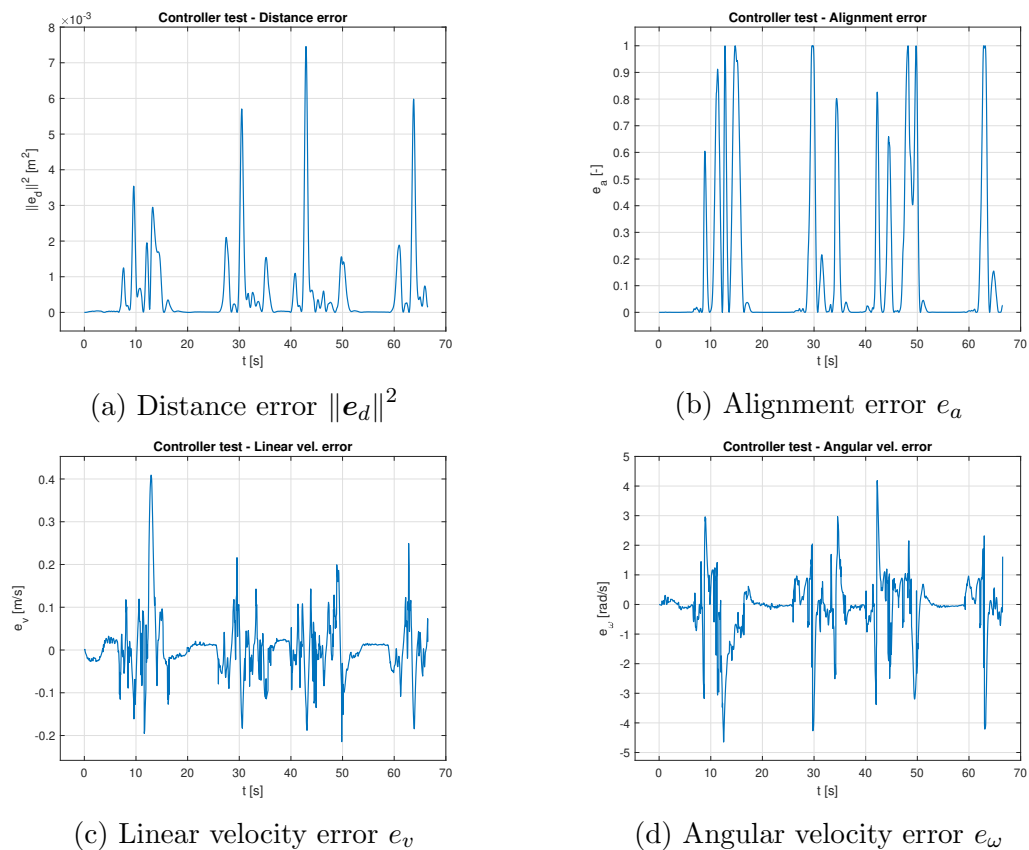 Controller test - Distance error
×10⁻³
8
7
6
5
4
3
2
1
0
||e_d||² [m²]
0 10 20 30 40 50 60 70
t [s]
(a) Distance error ‖e_d‖²
Controller test - Alignment error
1
0.9
0.8
0.7
0.6
0.5
0.4
0.3
0.2
0.1
0
e_a [-]
0 10 20 30 40 50 60 70
t [s]
(b) Alignment error e_a
Controller test - Linear vel. error
0.4
0.3
0.2
0.1
0
-0.1
-0.2
e_v [m/s]
0 10 20 30 40 50 60 70
t [s]
(c) Linear velocity error e_v
Controller test - Angular vel. error
5
4
3
2
1
0
-1
-2
-3
-4
-5
e_ω [rad/s]
0 10 20 30 40 50 60 70
t [s]
(d) Angular velocity error e_ω